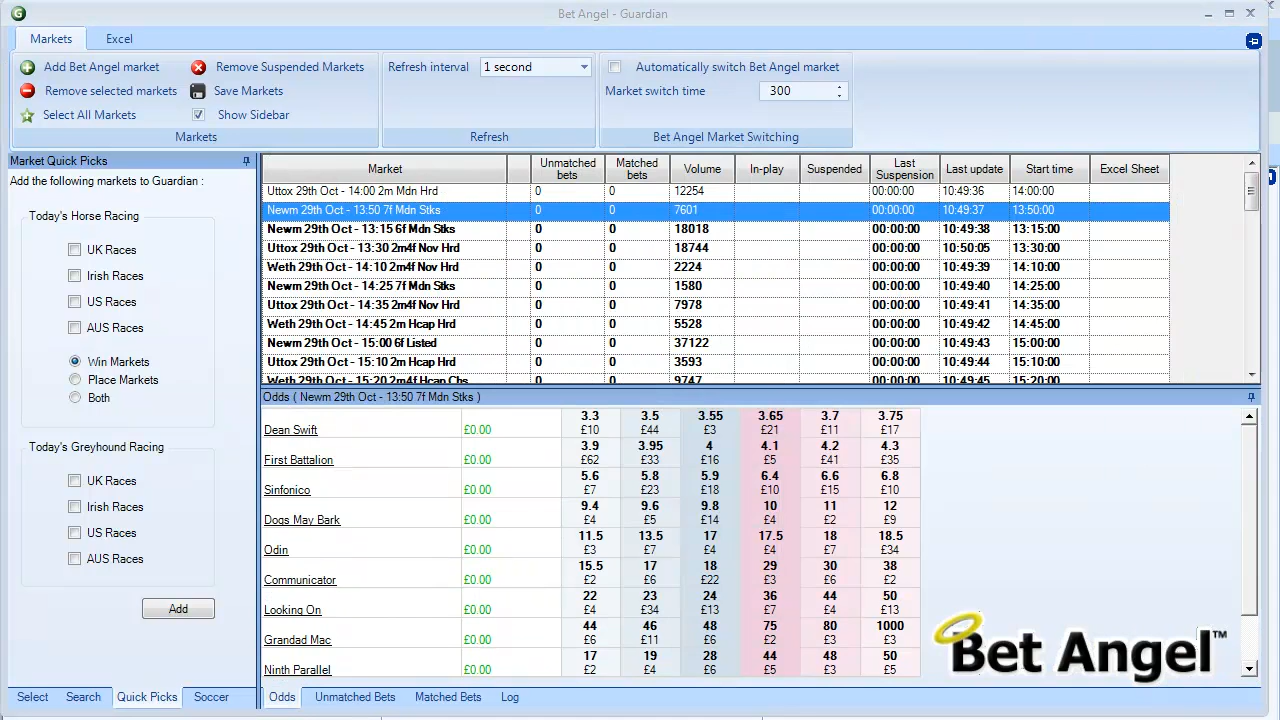 G
Bet Angel - Guardian
Markets Excel
Add Bet Angel market
Remove Suspended Markets
Remove selected markets
Save Markets
Select All Markets
Show Sidebar
Markets
Refresh interval 1 second
Refresh
Automatically switch Bet Angel market
Market switch time 300
Bet Angel Market Switching
Market Quick Picks
Add the following markets to Guardian :
Today's Horse Racing
UK Races
Irish Races
US Races
AUS Races
Win Markets
Place Markets
Both
Today's Greyhound Racing
UK Races
Irish Races
US Races
AUS Races
Add
Select Search Quick Picks Soccer
Market Unmatched bets Matched bets Volume In-play Suspended Last Suspension Last update Start time Excel Sheet
Uttox 29th Oct - 14:00 2m Mdn Hrd 0 0 12254 00:00:00 10:49:36 14:00:00
Newm 29th Oct - 13:50 7f Mdn Stks 0 0 7601 00:00:00 10:49:37 13:50:00
Newm 29th Oct - 13:15 6f Mdn Stks 0 0 18018 00:00:00 10:49:38 13:15:00
Uttox 29th Oct - 13:30 2m4f Nov Hrd 0 0 18744 00:00:00 10:50:05 13:30:00
Weth 29th Oct - 14:10 2m4f Nov Hrd 0 0 2224 00:00:00 10:49:39 14:10:00
Newm 29th Oct - 14:25 7f Mdn Stks 0 0 1580 00:00:00 10:49:40 14:25:00
Uttox 29th Oct - 14:35 2m4f Nov Hrd 0 0 7978 00:00:00 10:49:41 14:35:00
Weth 29th Oct - 14:45 2m Hcap Hrd 0 0 5528 00:00:00 10:49:42 14:45:00
Newm 29th Oct - 15:00 6f Listed 0 0 37122 00:00:00 10:49:43 15:00:00
Uttox 29th Oct - 15:10 2m Hcap Hrd 0 0 3593 00:00:00 10:49:44 15:10:00
Weth 29th Oct - 15:20 2m4f Hcap Chs 0 0 9747 00:00:00 10:49:45 15:20:00
Odds ( Newm 29th Oct - 13:50 7f Mdn Stks )
3.3 3.5 3.55 3.65 3.7 3.75
Dean Swift £0.00 £10 £44 £3 £21 £11 £17
3.9 3.95 4 4.1 4.2 4.3
First Battalion £0.00 £62 £33 £16 £5 £41 £35
5.6 5.8 5.9 6.4 6.6 6.8
Sinfonico £0.00 £7 £23 £18 £10 £15 £10
9.4 9.6 9.8 10 11 12
Dogs May Bark £0.00 £4 £5 £14 £4 £2 £9
11.5 13.5 17 17.5 18 18.5
Odin £0.00 £3 £7 £4 £4 £7 £34
15.5 17 18 29 30 38
Communicator £0.00 £2 £6 £22 £3 £6 £2
22 23 24 36 44 50
Looking On £0.00 £4 £34 £13 £7 £4 £13
44 46 48 75 80 1000
Grandad Mac £0.00 £6 £11 £6 £2 £3 £3
17 19 28 44 48 50
Ninth Parallel £0.00 £2 £4 £6 £5 £3 £5
Bet Angel™
Odds Unmatched Bets Matched Bets Log